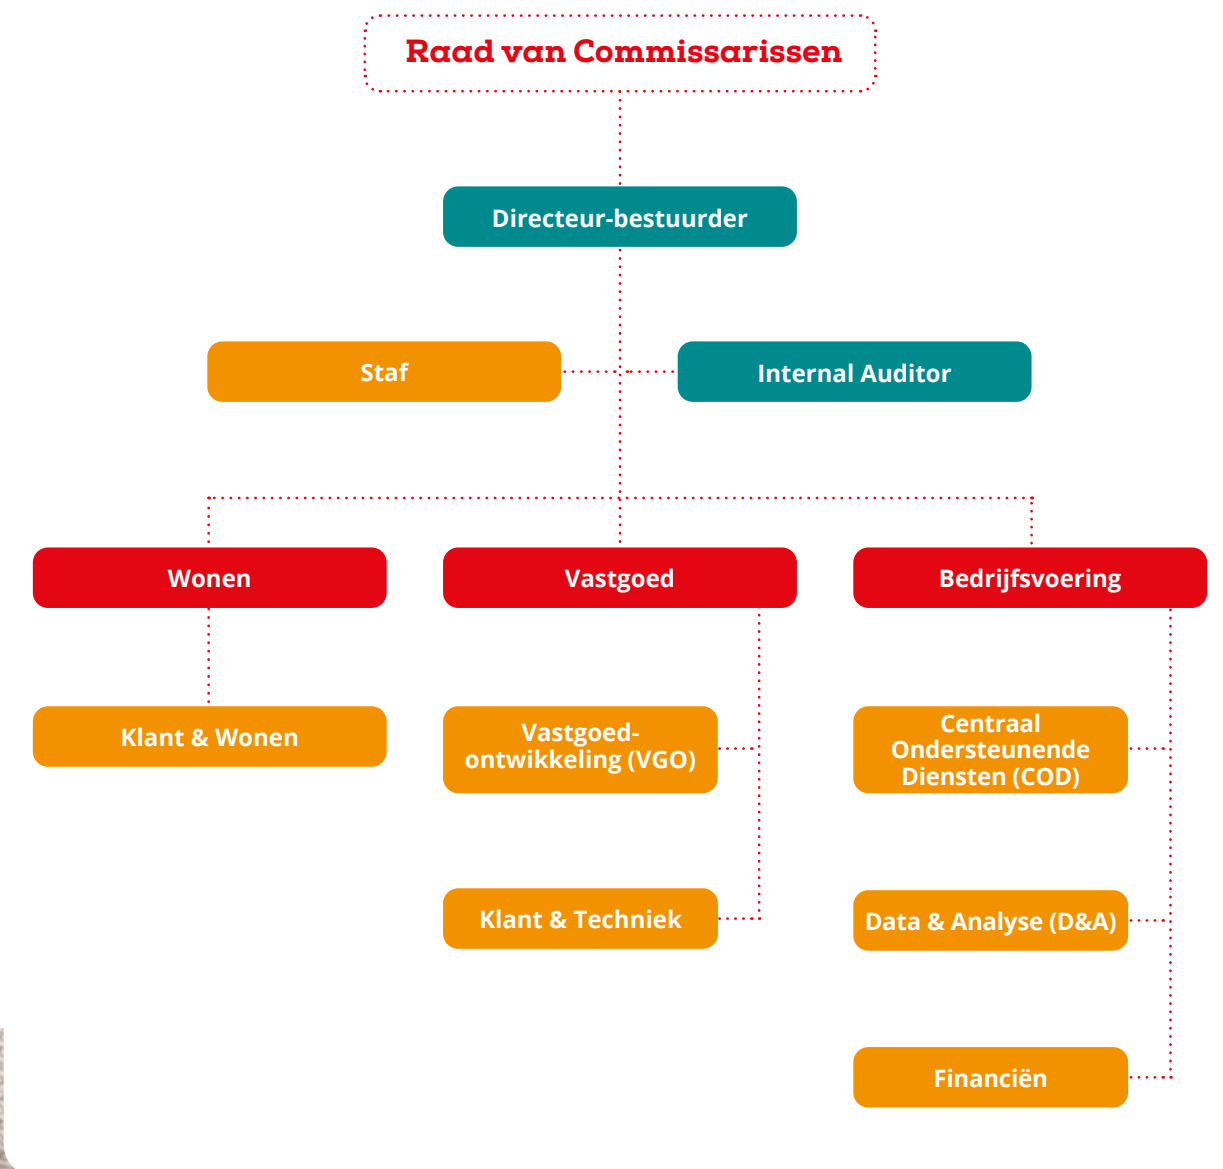 Raad van Commissarissen
Directeur-bestuurder
Staf
Internal Auditor
Wonen
Vastgoed
Bedrijfsvoering
Klant & Wonen
Vastgoed-
ontwikkeling (VGO)
Centraal
Ondersteunende
Diensten (COD)
Klant & Techniek
Data & Analyse (D&A)
Financiën